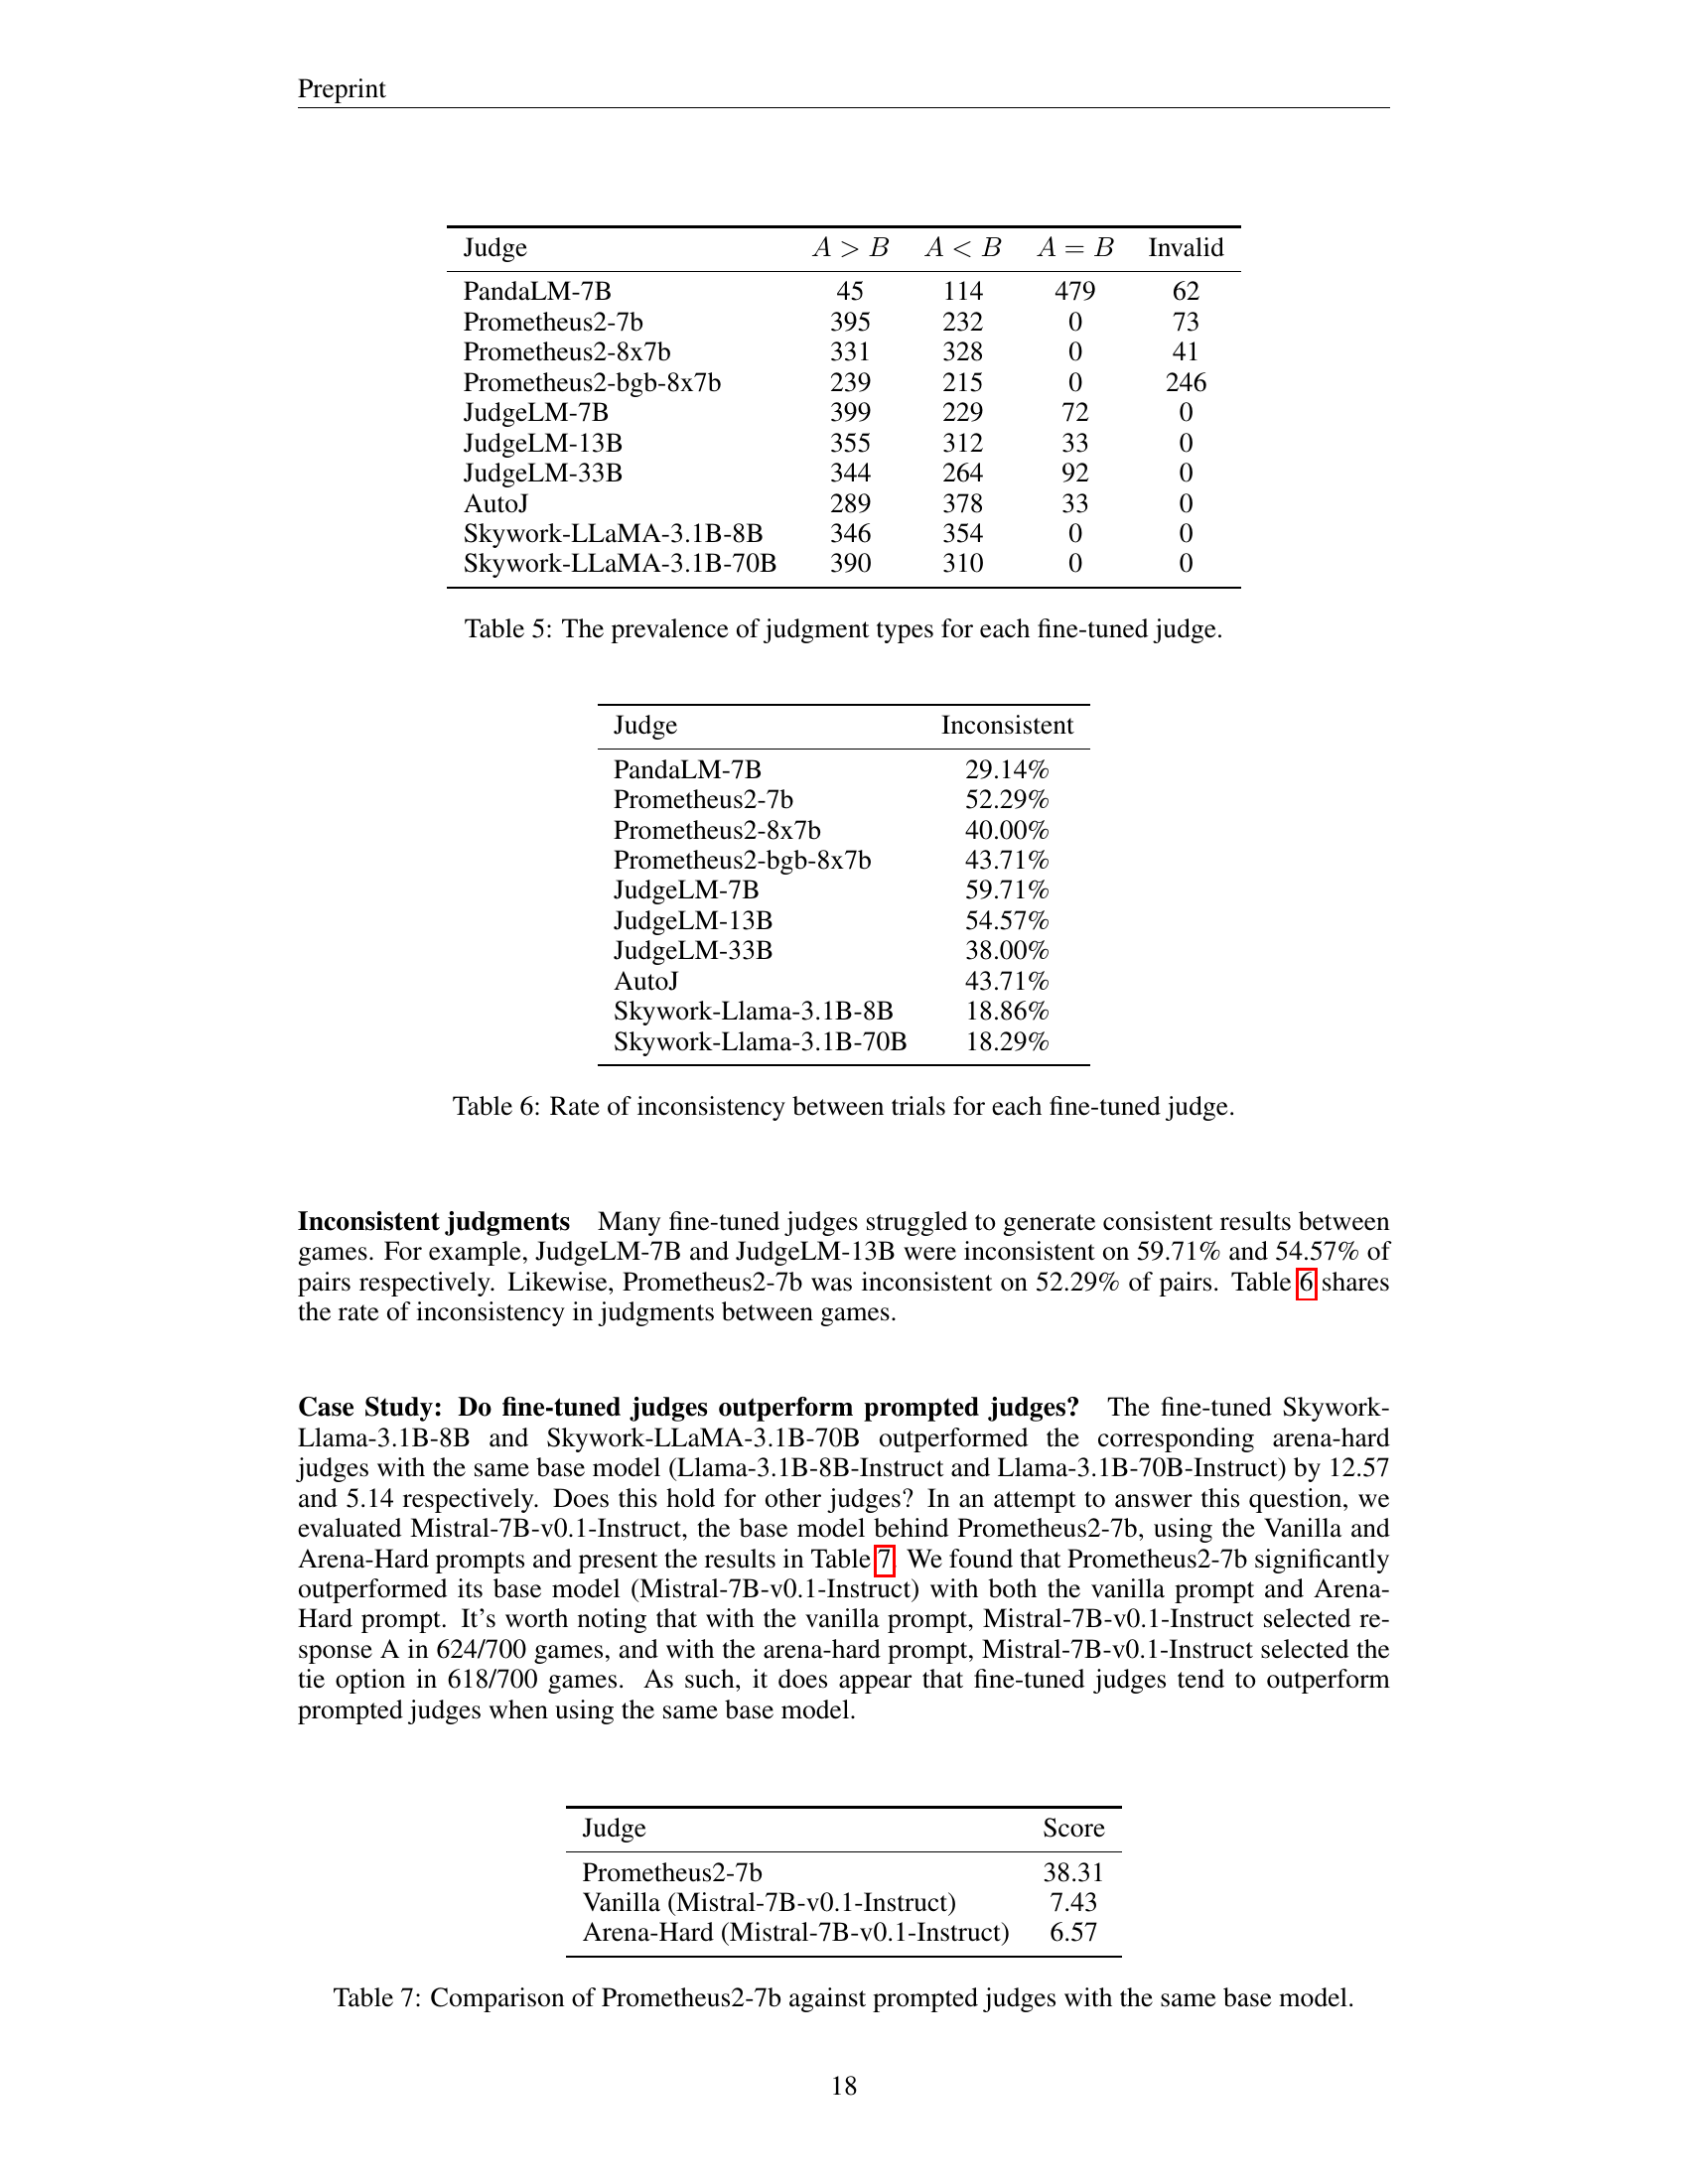 Preprint
Judge A > B A < B A = B Invalid
PandaLM-7B 45 114 479 62
Prometheus2-7b 395 232 0 73
Prometheus2-8x7b 331 328 0 41
Prometheus2-bgb-8x7b 239 215 0 246
JudgeLM-7B 399 229 72 0
JudgeLM-13B 355 312 33 0
JudgeLM-33B 344 264 92 0
AutoJ 289 378 33 0
Skywork-LLaMA-3.1B-8B 346 354 0 0
Skywork-LLaMA-3.1B-70B 390 310 0 0
Table 5: The prevalence of judgment types for each fine-tuned judge.
Judge Inconsistent
PandaLM-7B 29.14%
Prometheus2-7b 52.29%
Prometheus2-8x7b 40.00%
Prometheus2-bgb-8x7b 43.71%
JudgeLM-7B 59.71%
JudgeLM-13B 54.57%
JudgeLM-33B 38.00%
AutoJ 43.71%
Skywork-Llama-3.1B-8B 18.86%
Skywork-Llama-3.1B-70B 18.29%
Table 6: Rate of inconsistency between trials for each fine-tuned judge.
Inconsistent judgments Many fine-tuned judges struggled to generate consistent results between
games. For example, JudgeLM-7B and JudgeLM-13B were inconsistent on 59.71% and 54.57% of
pairs respectively. Likewise, Prometheus2-7b was inconsistent on 52.29% of pairs. Table 6 shares
the rate of inconsistency in judgments between games.
Case Study: Do fine-tuned judges outperform prompted judges? The fine-tuned Skywork-
Llama-3.1B-8B and Skywork-LLaMA-3.1B-70B outperformed the corresponding arena-hard
judges with the same base model (Llama-3.1B-8B-Instruct and Llama-3.1B-70B-Instruct) by 12.57
and 5.14 respectively. Does this hold for other judges? In an attempt to answer this question, we
evaluated Mistral-7B-v0.1-Instruct, the base model behind Prometheus2-7b, using the Vanilla and
Arena-Hard prompts and present the results in Table 7. We found that Prometheus2-7b significantly
outperformed its base model (Mistral-7B-v0.1-Instruct) with both the vanilla prompt and Arena-
Hard prompt. It's worth noting that with the vanilla prompt, Mistral-7B-v0.1-Instruct selected re-
sponse A in 624/700 games, and with the arena-hard prompt, Mistral-7B-v0.1-Instruct selected the
tie option in 618/700 games. As such, it does appear that fine-tuned judges tend to outperform
prompted judges when using the same base model.
Judge Score
Prometheus2-7b 38.31
Vanilla (Mistral-7B-v0.1-Instruct) 7.43
Arena-Hard (Mistral-7B-v0.1-Instruct) 6.57
Table 7: Comparison of Prometheus2-7b against prompted judges with the same base model.
18